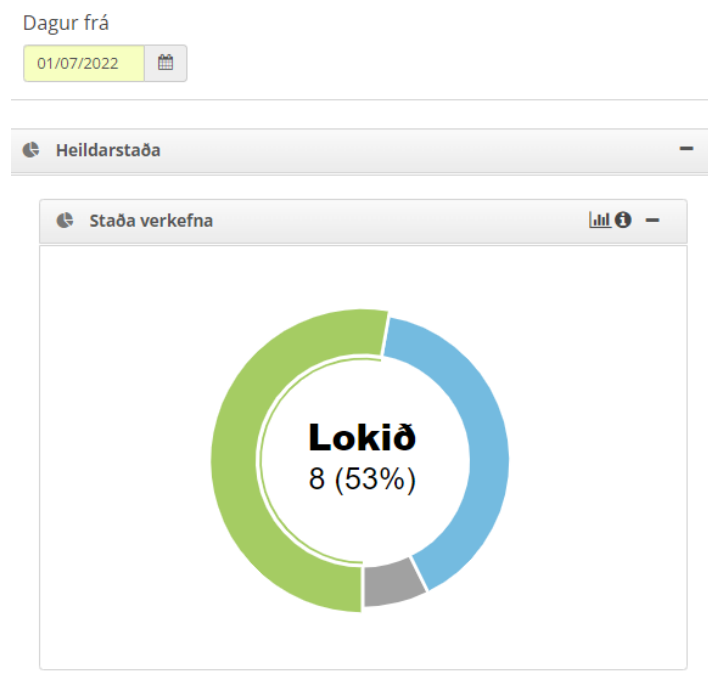 Dagur frá
01/07/2022
Heildarstaða
Staða verkefna
Lokið
8 (53%)